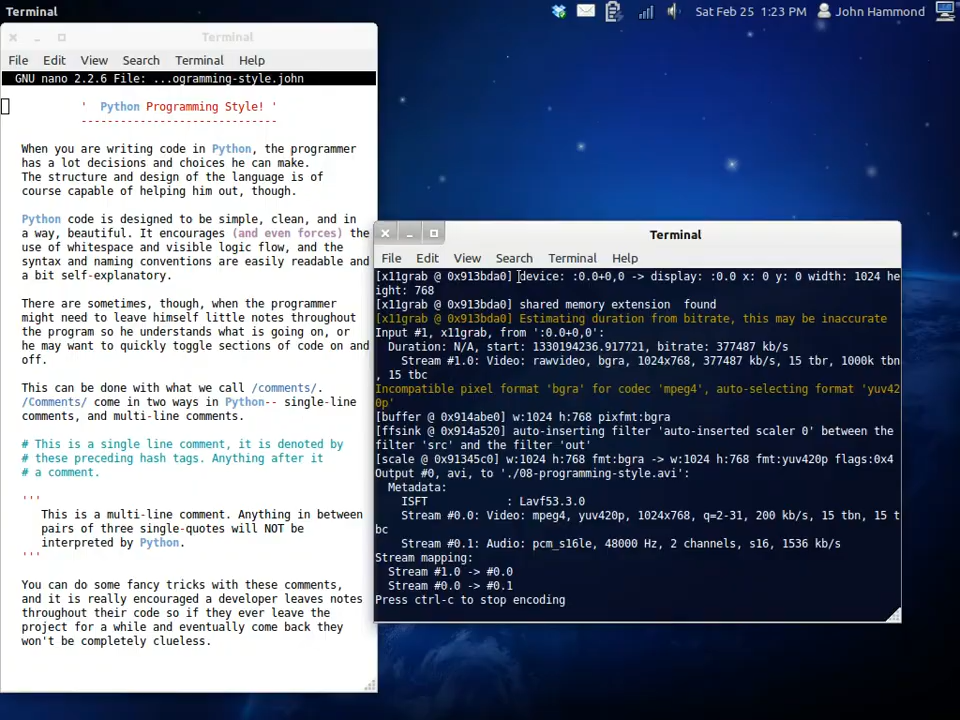 Terminal
Sat Feb 25 1:23 PM
John Hammond
Terminal
File Edit View Search Terminal Help
GNU nano 2.2.6 File: ...ogramming-style.john
' Python Programming Style! '
------------------------------
When you are writing code in Python, the programmer
has a lot decisions and choices he can make.
The structure and design of the language is of
course capable of helping him out, though.
Python code is designed to be simple, clean, and in
a way, beautiful. It encourages (and even forces) the
use of whitespace and visible logic flow, and the
syntax and naming conventions are easily readable and
a bit self-explanatory.
There are sometimes, though, when the programmer
might need to leave himself little notes throughout
the program so he understands what is going on, or
he may want to quickly toggle sections of code on and
off.
This can be done with what we call /comments/.
/Comments/ come in two ways in Python-- single-line
comments, and multi-line comments.
# This is a single line comment, it is denoted by
# these preceding hash tags. Anything after it
# a comment.
'''
This is a multi-line comment. Anything in between
pairs of three single-quotes will NOT be
interpreted by Python.
'''
You can do some fancy tricks with these comments,
and it is really encouraged a developer leaves notes
throughout their code so if they ever leave the
project for a while and eventually come back they
won't be completely clueless.
Terminal
File Edit View Search Terminal Help
[x11grab @ 0x913bda0] device: :0.0+0,0 -> display: :0.0 x: 0 y: 0 width: 1024 he
ight: 768
[x11grab @ 0x913bda0] shared memory extension  found
[x11grab @ 0x913bda0] Estimating duration from bitrate, this may be inaccurate
Input #1, x11grab, from ':0.0+0,0':
Duration: N/A, start: 1330194236.917721, bitrate: 377487 kb/s
Stream #1.0: Video: rawvideo, bgra, 1024x768, 377487 kb/s, 15 tbr, 1000k tbn
, 15 tbc
Incompatible pixel format 'bgra' for codec 'mpeg4', auto-selecting format 'yuv42
0p'
[buffer @ 0x914abe0] w:1024 h:768 pixfmt:bgra
[ffsink @ 0x914a520] auto-inserting filter 'auto-inserted scaler 0' between the
filter 'src' and the filter 'out'
[scale @ 0x91345c0] w:1024 h:768 fmt:bgra -> w:1024 h:768 fmt:yuv420p flags:0x4
Output #0, avi, to './08-programming-style.avi':
Metadata:
ISFT            : Lavf53.3.0
Stream #0.0: Video: mpeg4, yuv420p, 1024x768, q=2-31, 200 kb/s, 15 tbn, 15 t
bc
Stream #0.1: Audio: pcm_s16le, 48000 Hz, 2 channels, s16, 1536 kb/s
Stream mapping:
Stream #1.0 -> #0.0
Stream #0.0 -> #0.1
Press ctrl-c to stop encoding